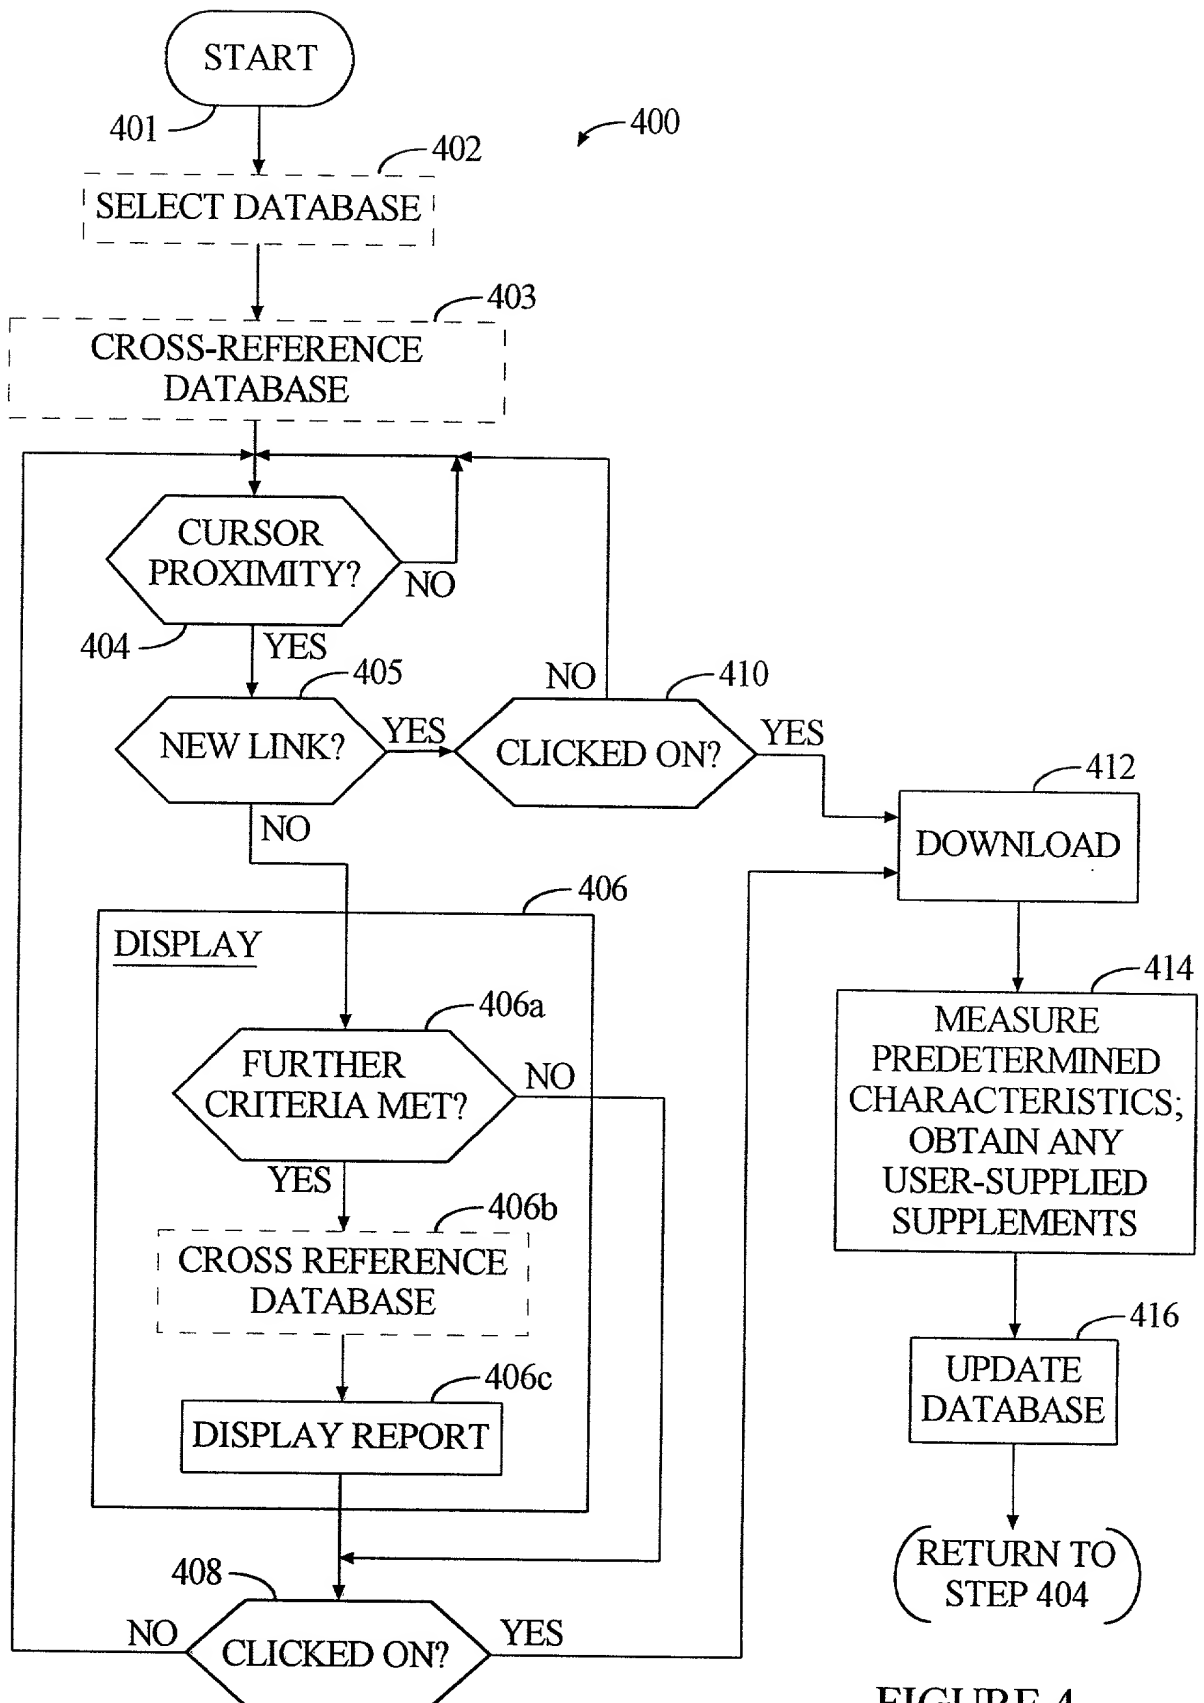 START
401
400
402
SELECT DATABASE
403
CROSS-REFERENCE
DATABASE
CURSOR
PROXIMITY?
NO
404
YES
405
NEW LINK?
YES
NO
410
CLICKED ON?
YES
NO
412
DOWNLOAD
406
DISPLAY
406a
FURTHER
CRITERIA MET?
NO
YES
406b
CROSS REFERENCE
DATABASE
406c
DISPLAY REPORT
414
MEASURE
PREDETERMINED
CHARACTERISTICS;
OBTAIN ANY
USER-SUPPLIED
SUPPLEMENTS
416
UPDATE
DATABASE
(RETURN TO
STEP 404)
408
NO
CLICKED ON?
YES
FIGURE 4